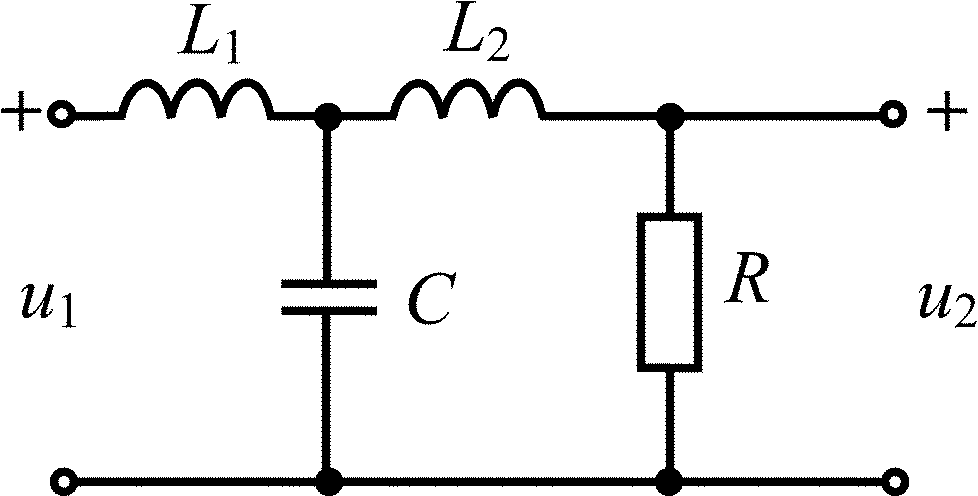 L1 L2
+ +
C R
u1 u2